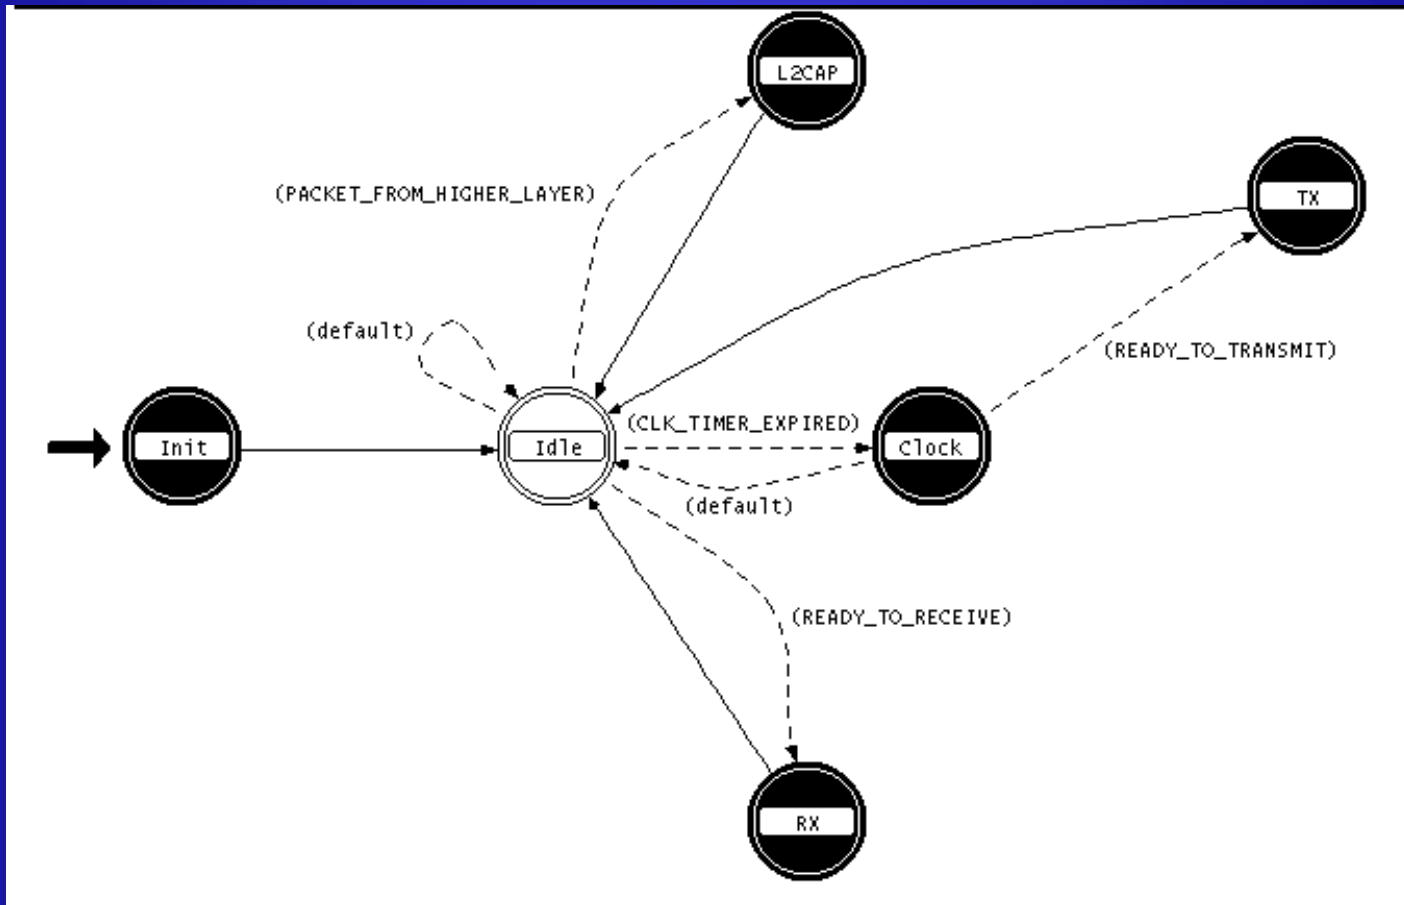 L2CAP
(PACKET_FROM_HIGHER_LAYER)
TX
(default)
(READY_TO_TRANSMIT)
(CLK_TIMER_EXPIRED)
Init
Idle
Clock
(default)
(READY_TO_RECEIVE)
RX